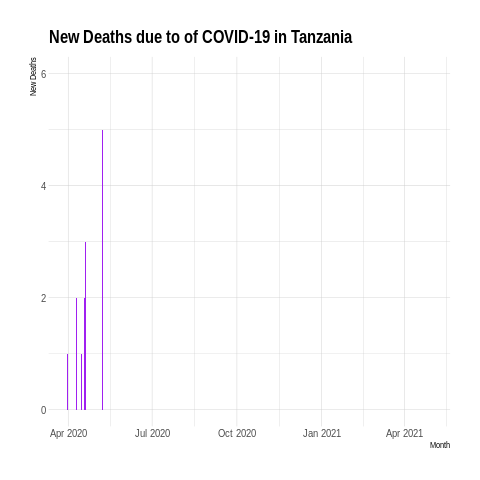 New Deaths due to of COVID-19 in Tanzania
New Deaths
6
4
2
0
Apr 2020 Jul 2020 Oct 2020 Jan 2021 Apr 2021
Month